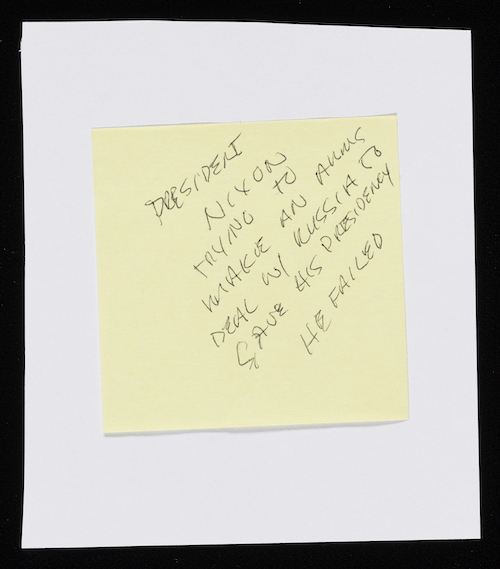 PRESIDENT
NIXON
TRYING TO
MAKE AN ARMS
DEAL W/ RUSSIA TO
SAVE HIS PRESIDENCY
HE FAILED